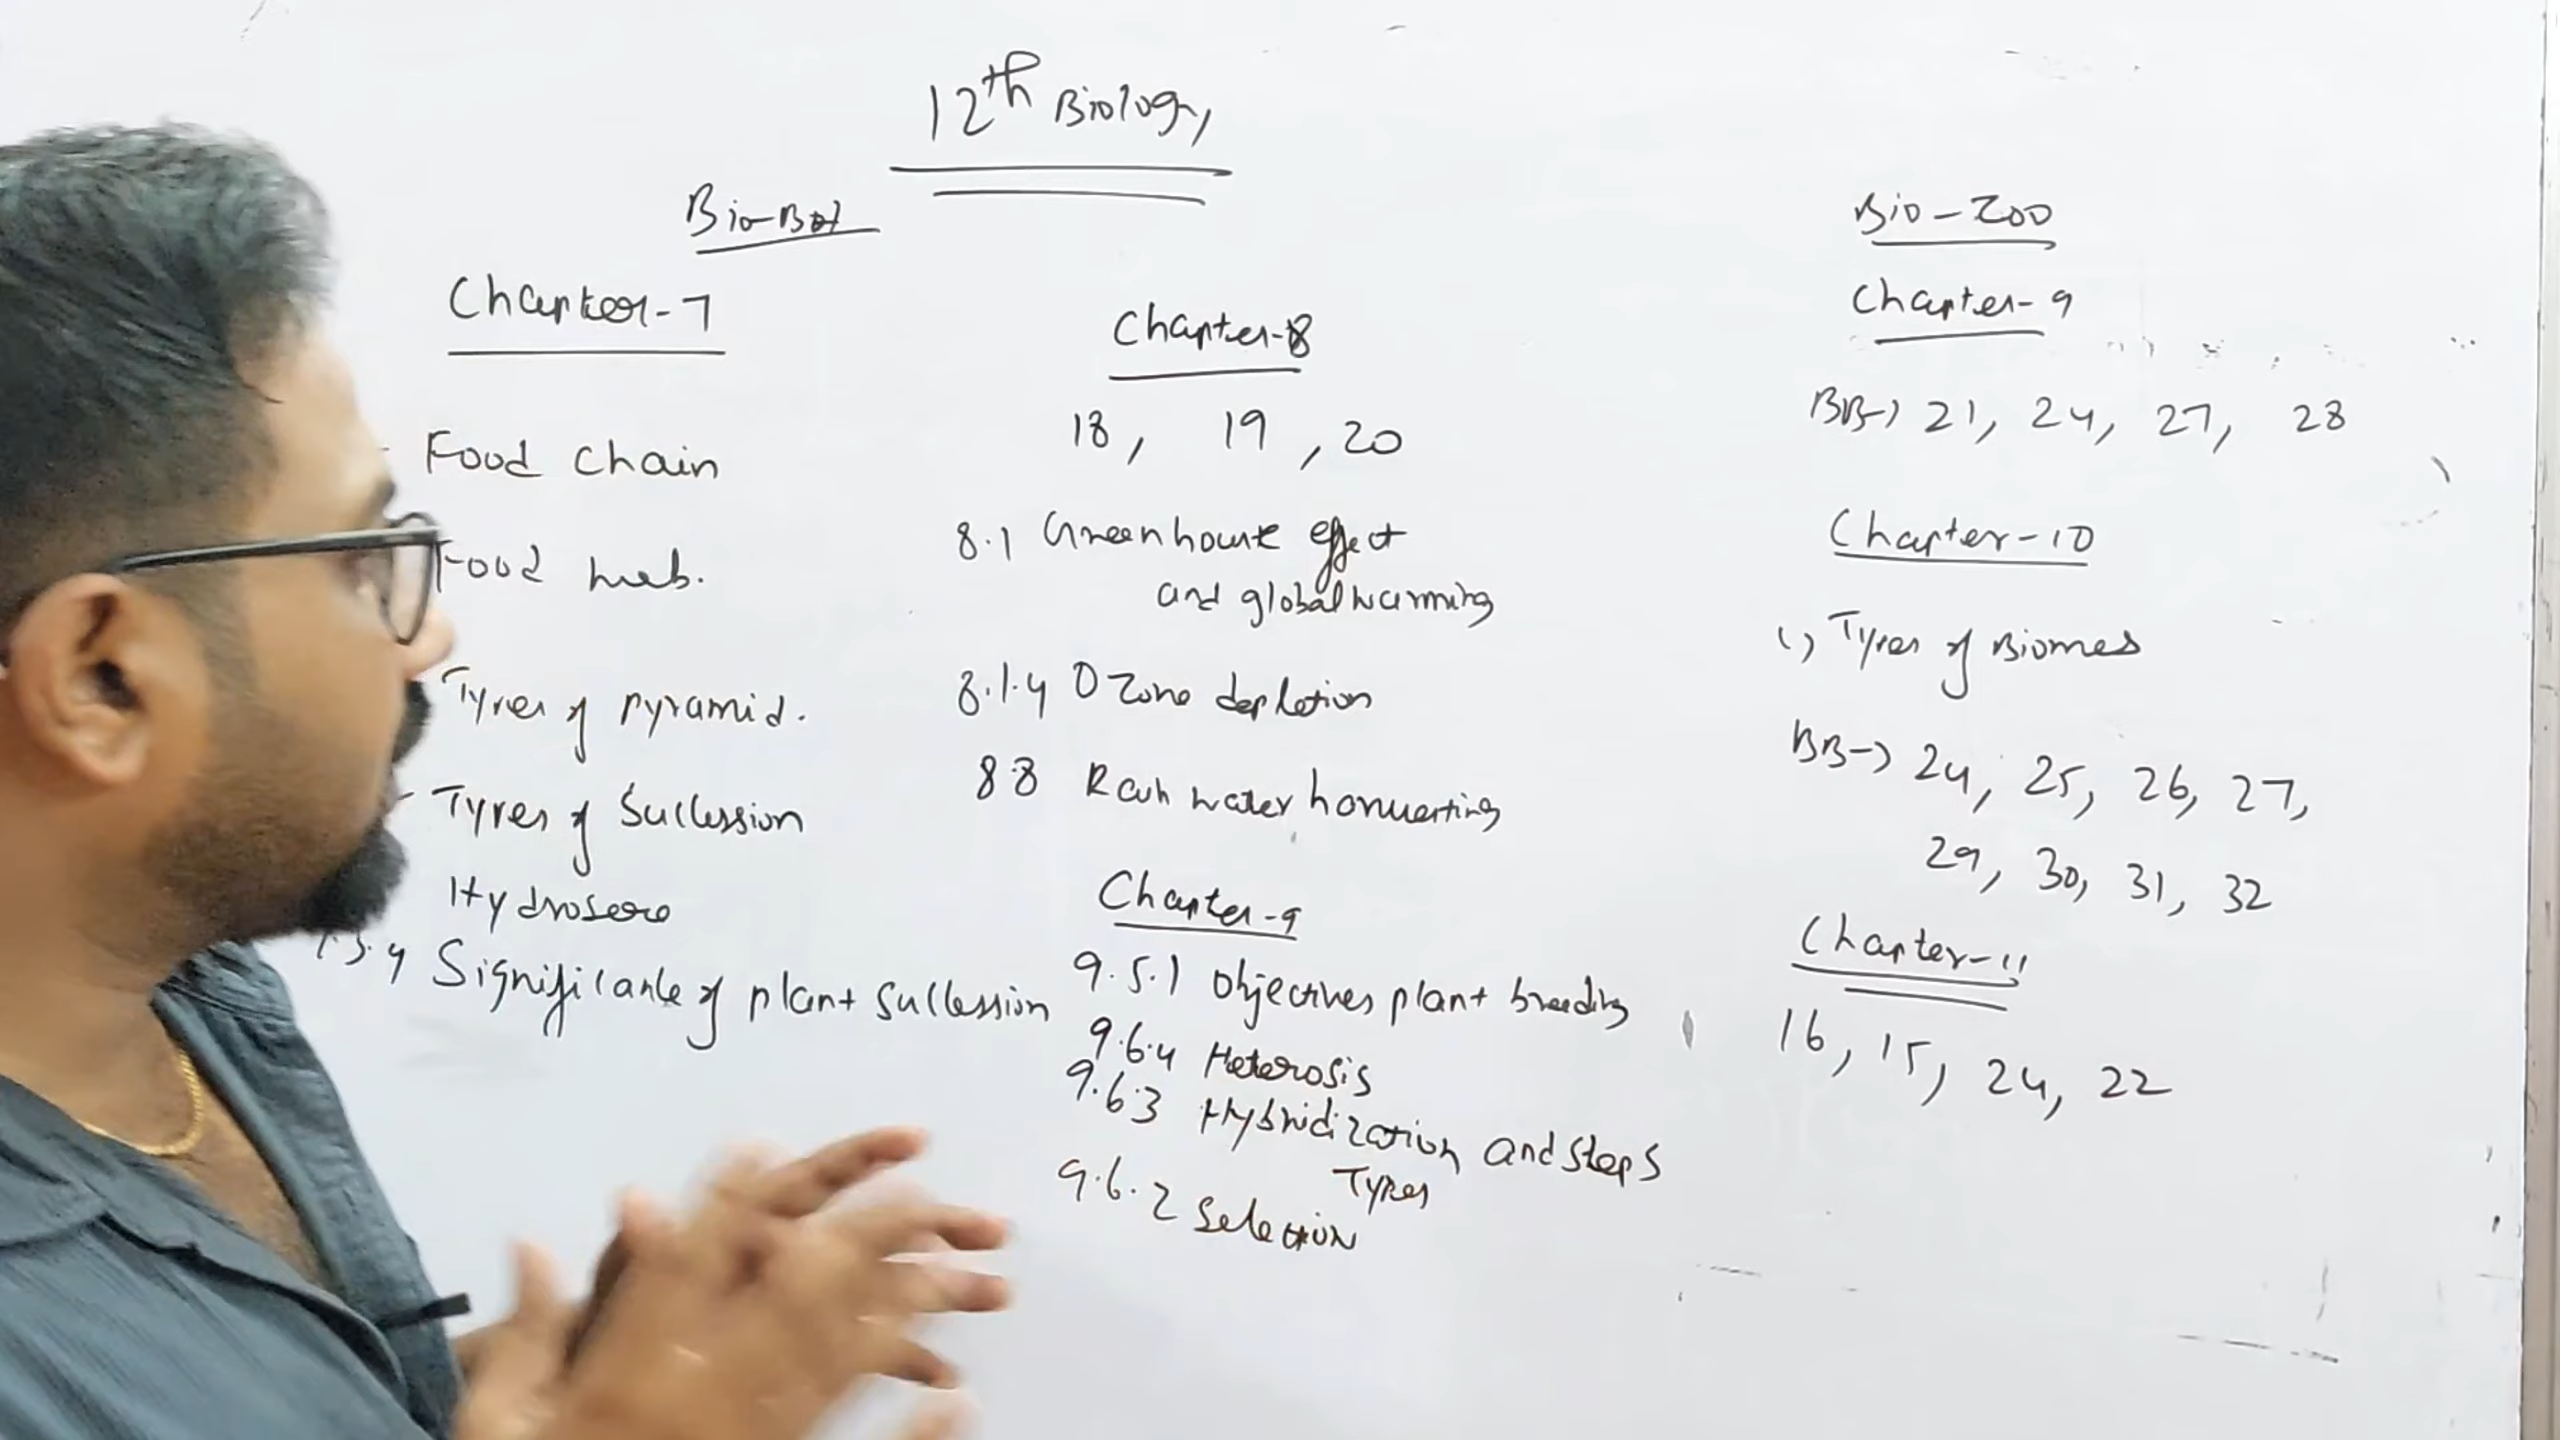 12th Biology
Bio-Bot
Chapter-7
Food chain
Food web.
Types of pyramid.
Types of Succession
Hydrosere
7.3.4 Significance of plant succession
Chapter-8
18, 19, 20
8.1 Greenhouse effect
and global warming
8.1.4 Ozone depletion
8.8 Rain water harvesting
Chapter-9
9.5.1 Objectives plant breeding
9.6.4 Heterosis
9.6.3 Hybridization and steps
Types
9.6.2 Selection
Bio-Zoo
Chapter-9
BB→ 21, 24, 27, 28
Chapter-10
1) Types of Biomes
BB→ 24, 25, 26, 27,
29, 30, 31, 32
Chapter-11
16, 15, 24, 22